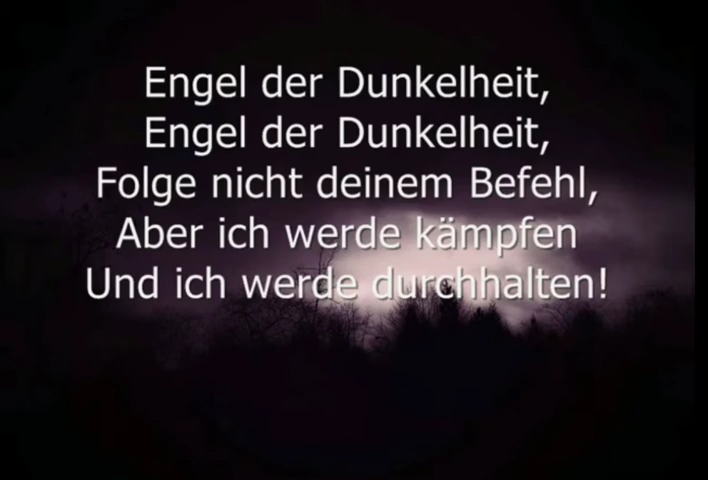 Engel der Dunkelheit,
Engel der Dunkelheit,
Folge nicht deinem Befehl,
Aber ich werde kämpfen
Und ich werde durchhalten!